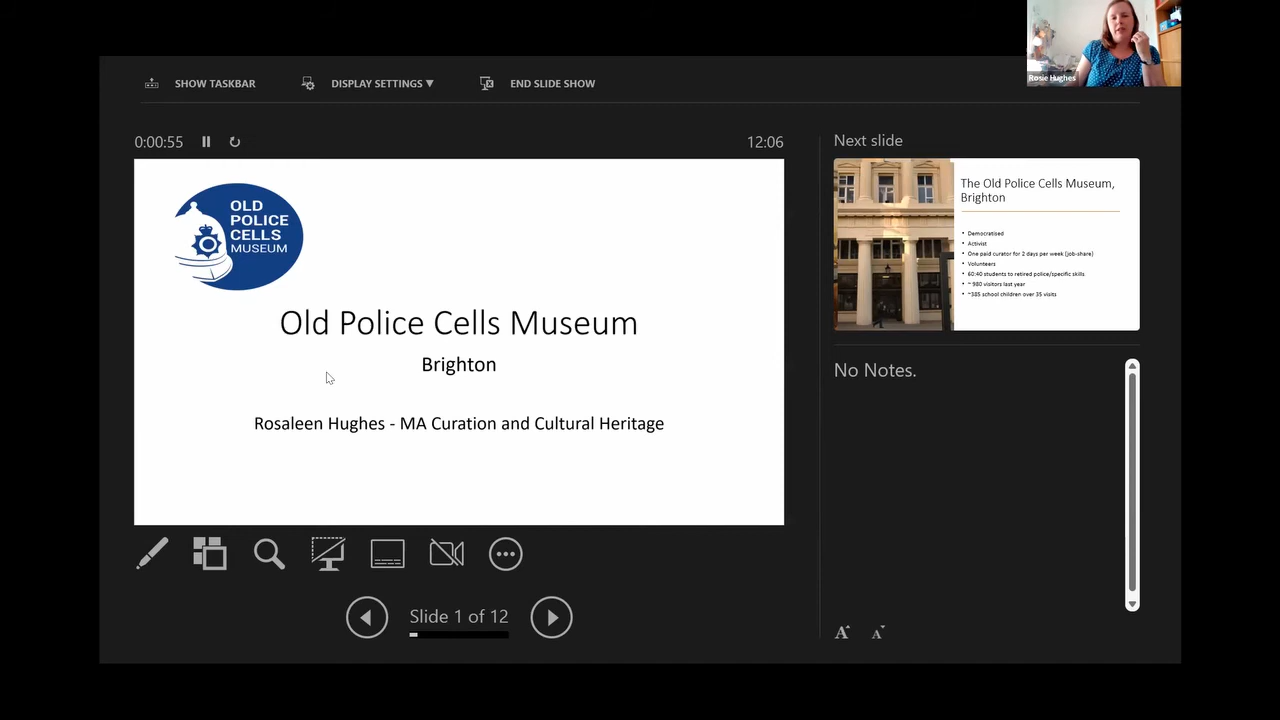 Rosie Hughes
SHOW TASKBAR
DISPLAY SETTINGS ▼
END SLIDE SHOW
0:00:55
12:06
OLD
POLICE
CELLS
MUSEUM
Old Police Cells Museum
Brighton
Rosaleen Hughes - MA Curation and Cultural Heritage
Slide 1 of 12
Next slide
The Old Police Cells Museum,
Brighton
• Democratised
• Activist
• One paid curator for 2 days per week (job-share)
• Volunteers
• 60:40 students to retired police/specific skills
• ~ 980 visitors last year
• ~385 school children over 35 visits
No Notes.
A A